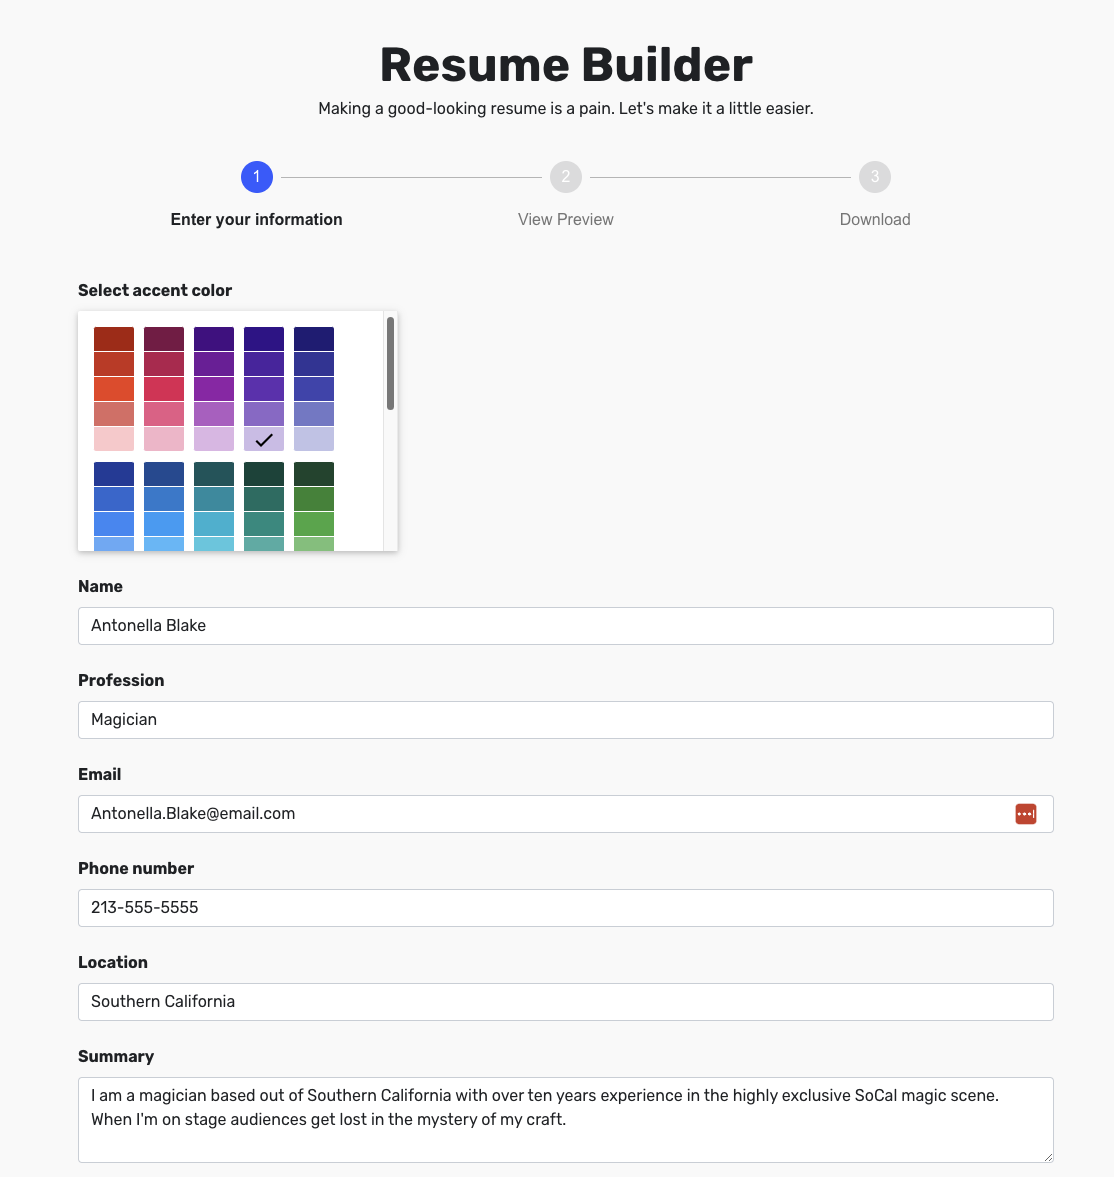 Resume Builder
Making a good-looking resume is a pain. Let's make it a little easier.
1
2
3
Enter your information
View Preview
Download
Select accent color
Name
Antonella Blake
Profession
Magician
Email
Antonella.Blake@email.com
Phone number
213-555-5555
Location
Southern California
Summary
I am a magician based out of Southern California with over ten years experience in the highly exclusive SoCal magic scene.
When I'm on stage audiences get lost in the mystery of my craft.